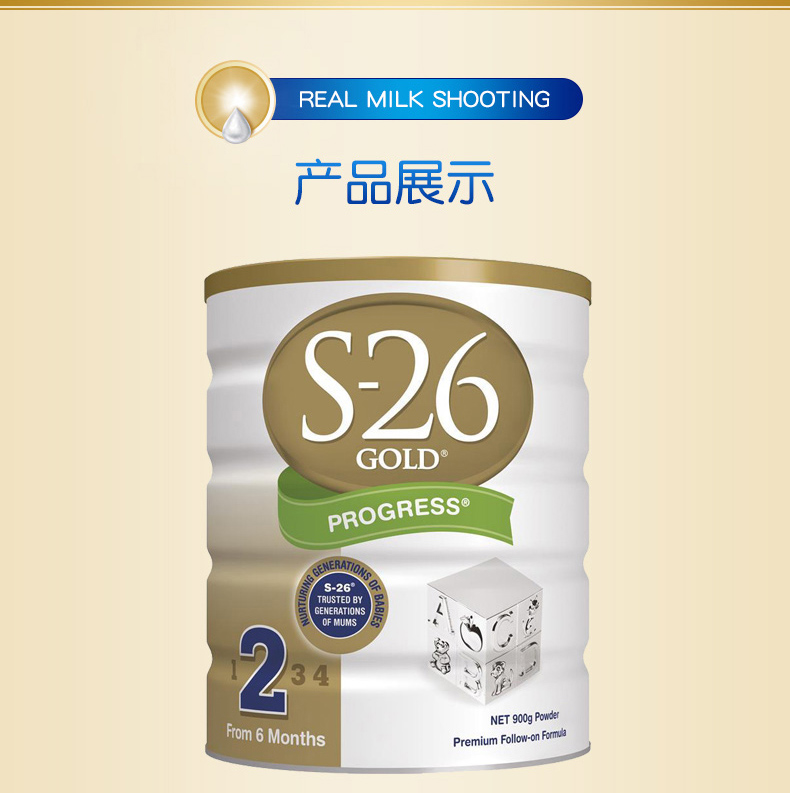 REAL MILK SHOOTING
产品展示
S-26
GOLD®
PROGRESS®
NURTURING GENERATIONS OF BABIES
S-26®
TRUSTED BY
GENERATIONS
OF MUMS
1 2 3 4
From 6 Months
NET 900g Powder
Premium Follow-on Formula